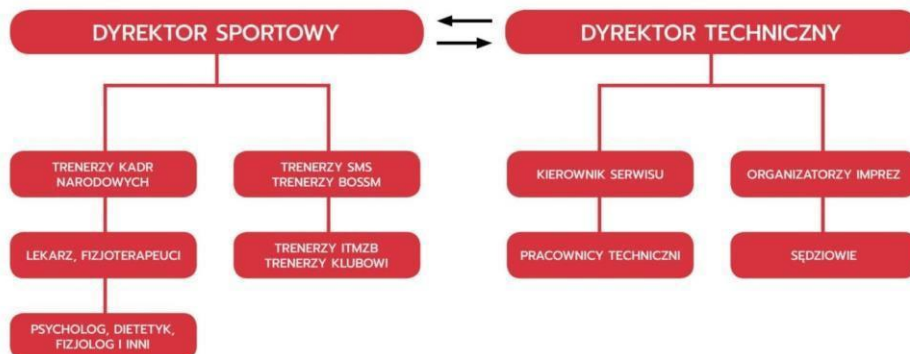 DYREKTOR SPORTOWY
DYREKTOR TECHNICZNY
TRENERZY KADR
NARODOWYCH
TRENERZY SMS
TRENERZY BOSSM
KIEROWNIK SERWISU
ORGANIZATORZY IMPREZ
LEKARZ, FIZJOTERAPEUCI
TRENERZY ITMZB
TRENERZY KLUBOWI
PRACOWNICY TECHNICZNI
SĘDZIOWIE
PSYCHOLOG, DIETETYK,
FIZJOLOG I INNI